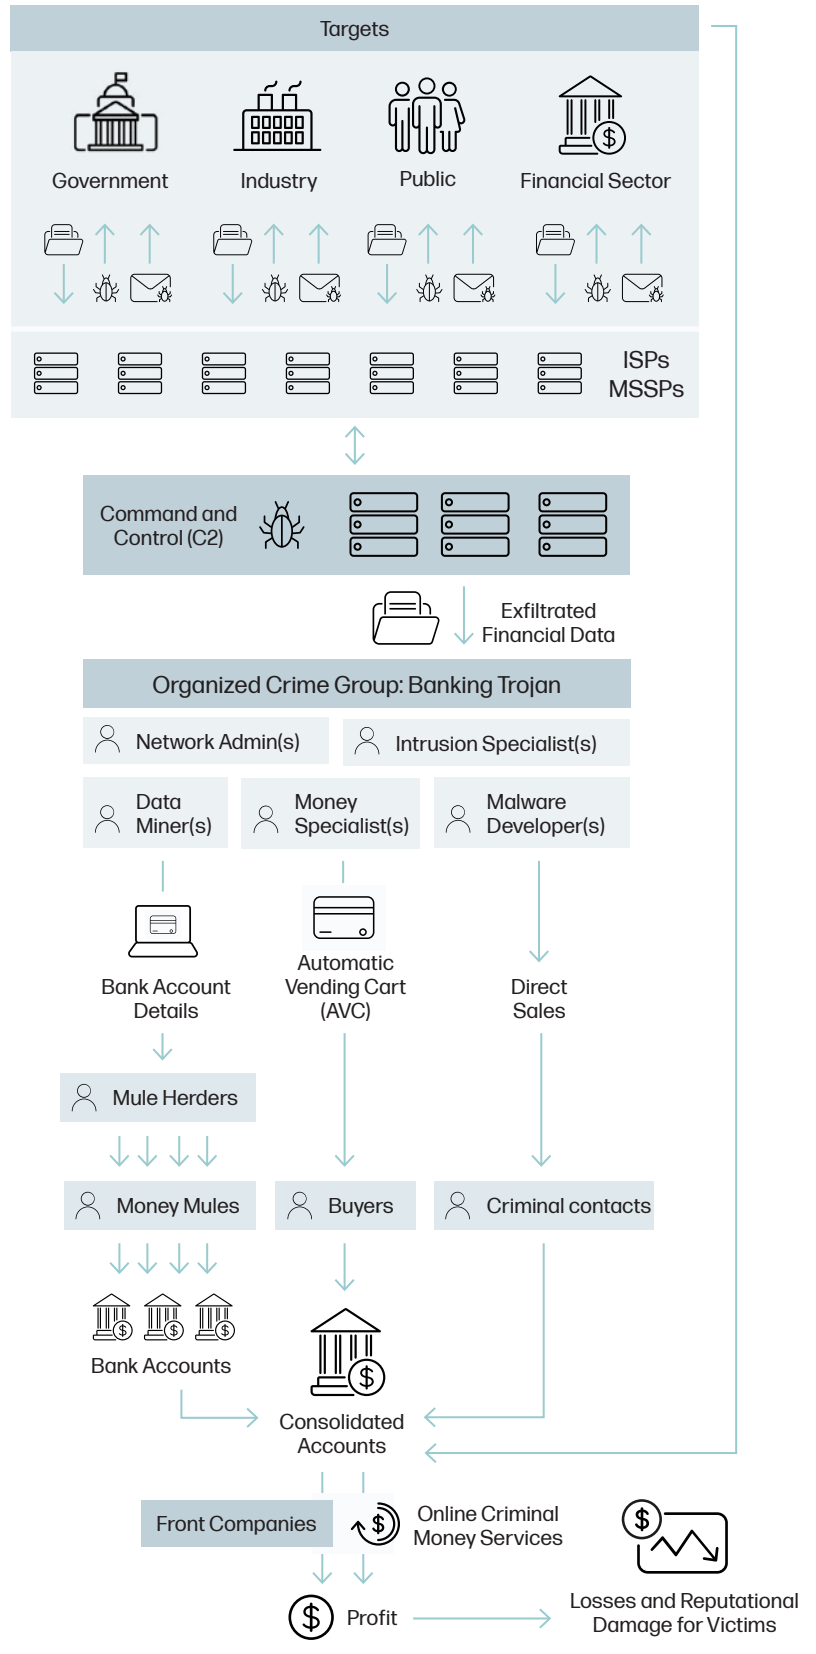 Targets
Government
Industry
Public
Financial Sector
ISPs
MSSPs
Command and
Control (C2)
Exfiltrated
Financial Data
Organized Crime Group: Banking Trojan
Network Admin(s)
Intrusion Specialist(s)
Data
Miner(s)
Money
Specialist(s)
Malware
Developer(s)
Bank Account
Details
Automatic
Vending Cart
(AVC)
Direct
Sales
Mule Herders
Money Mules
Buyers
Criminal contacts
Bank Accounts
Consolidated
Accounts
Front Companies
Online Criminal
Money Services
Profit
Losses and Reputational
Damage for Victims